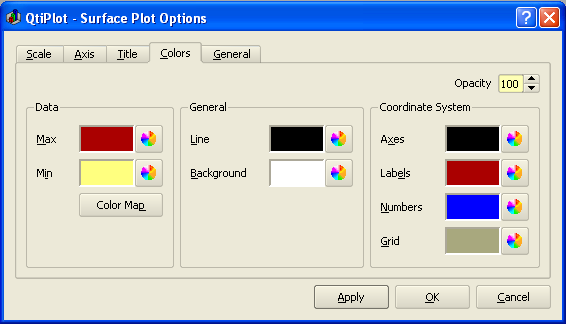 QtiPlot - Surface Plot Options
Scale Axis Title Colors General
Opacity 100
Data
Max
Min
Color Map
General
Line
Background
Coordinate System
Axes
Labels
Numbers
Grid
Apply OK Cancel